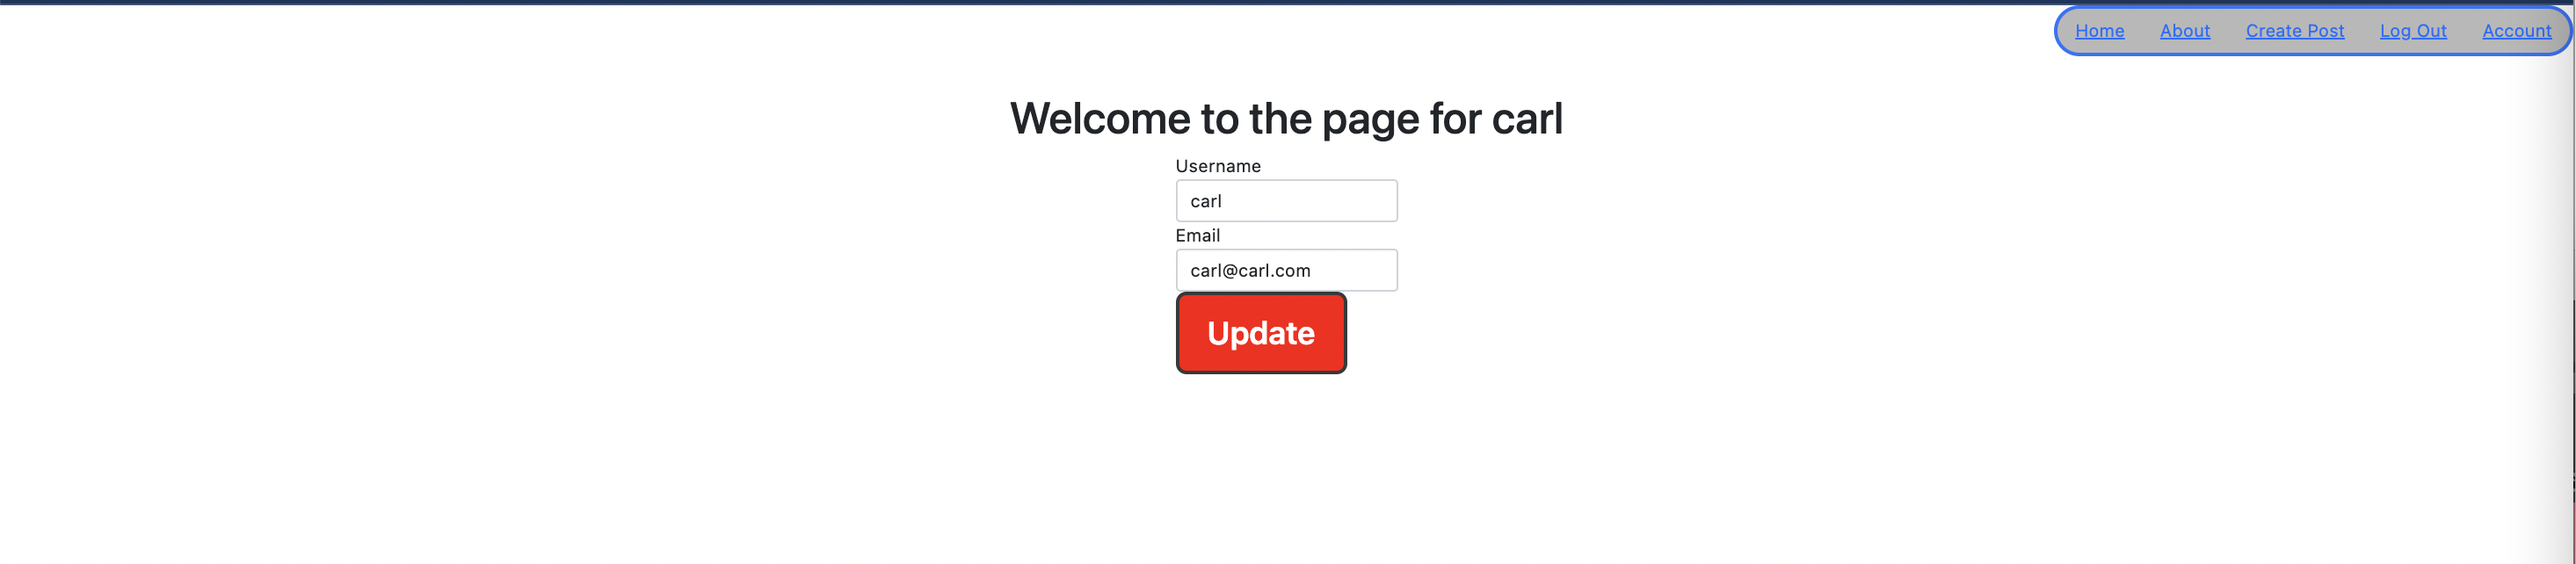 Home About Create Post Log Out Account
Welcome to the page for carl
Username
carl
Email
carl@carl.com
Update